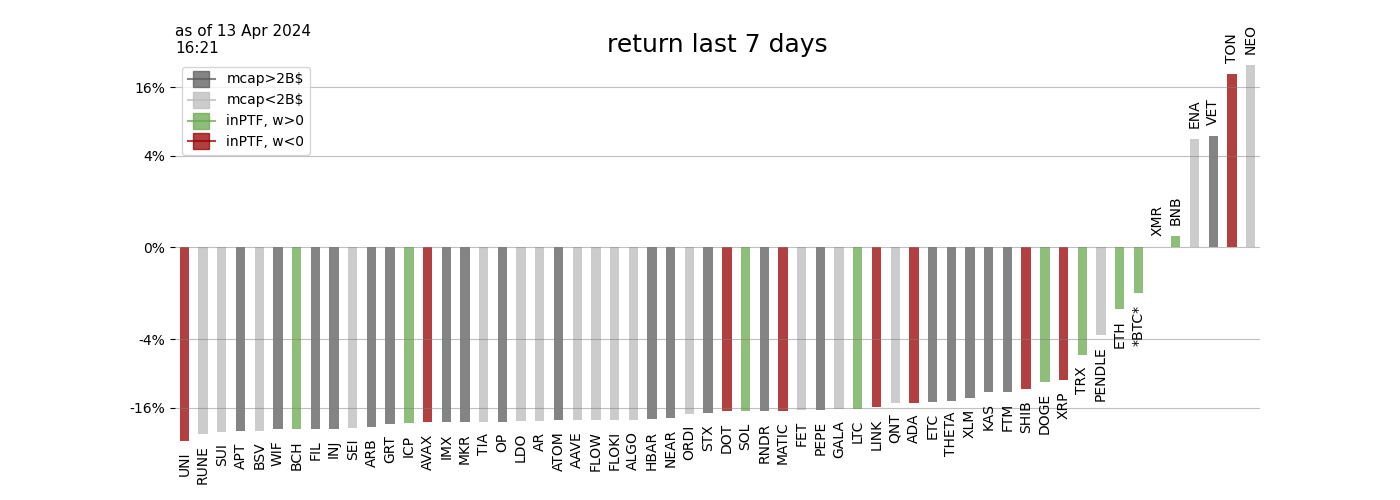 as of 13 Apr 2024
16:21
return last 7 days
mcap>2B$
mcap<2B$
inPTF, w>0
inPTF, w<0
16%
4%
0%
-4%
-16%
UNI
RUNE
SUI
APT
BSV
WIF
BCH
FIL
INJ
SEI
ARB
GRT
ICP
AVAX
IMX
MKR
TIA
OP
LDO
AR
ATOM
AAVE
FLOW
FLOKI
ALGO
HBAR
NEAR
ORDI
STX
DOT
SOL
RNDR
MATIC
FET
PEPE
GALA
LTC
LINK
QNT
ADA
ETC
THETA
XLM
KAS
FTM
SHIB
DOGE
XRP
TRX
PENDLE
ETH
*BTC*
XMR
BNB
ENA
VET
TON
NEO